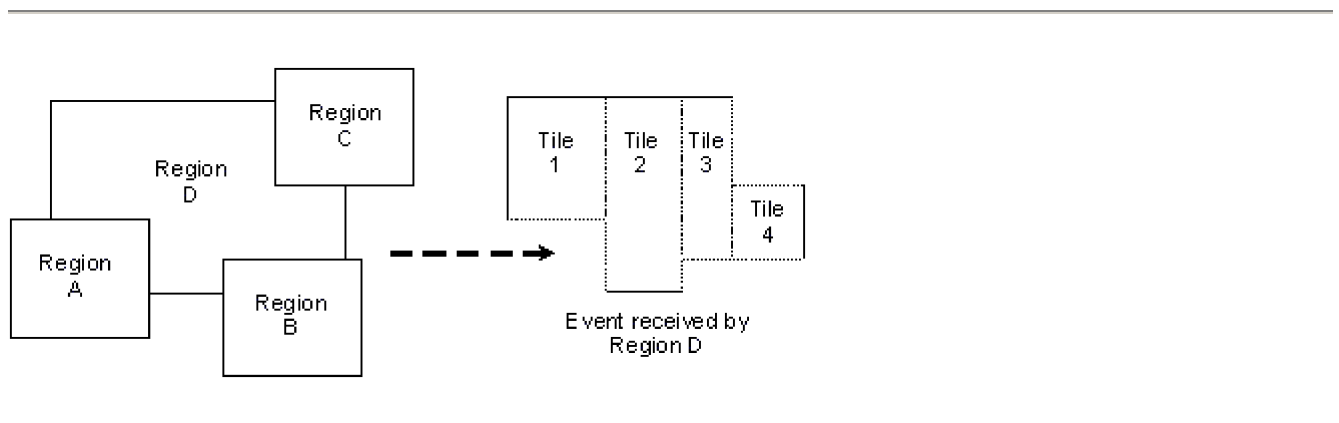 Region
C
Region
D
Region
A
Region
B
Tile
1
Tile
2
Tile
3
Tile
4
Event received by
Region D